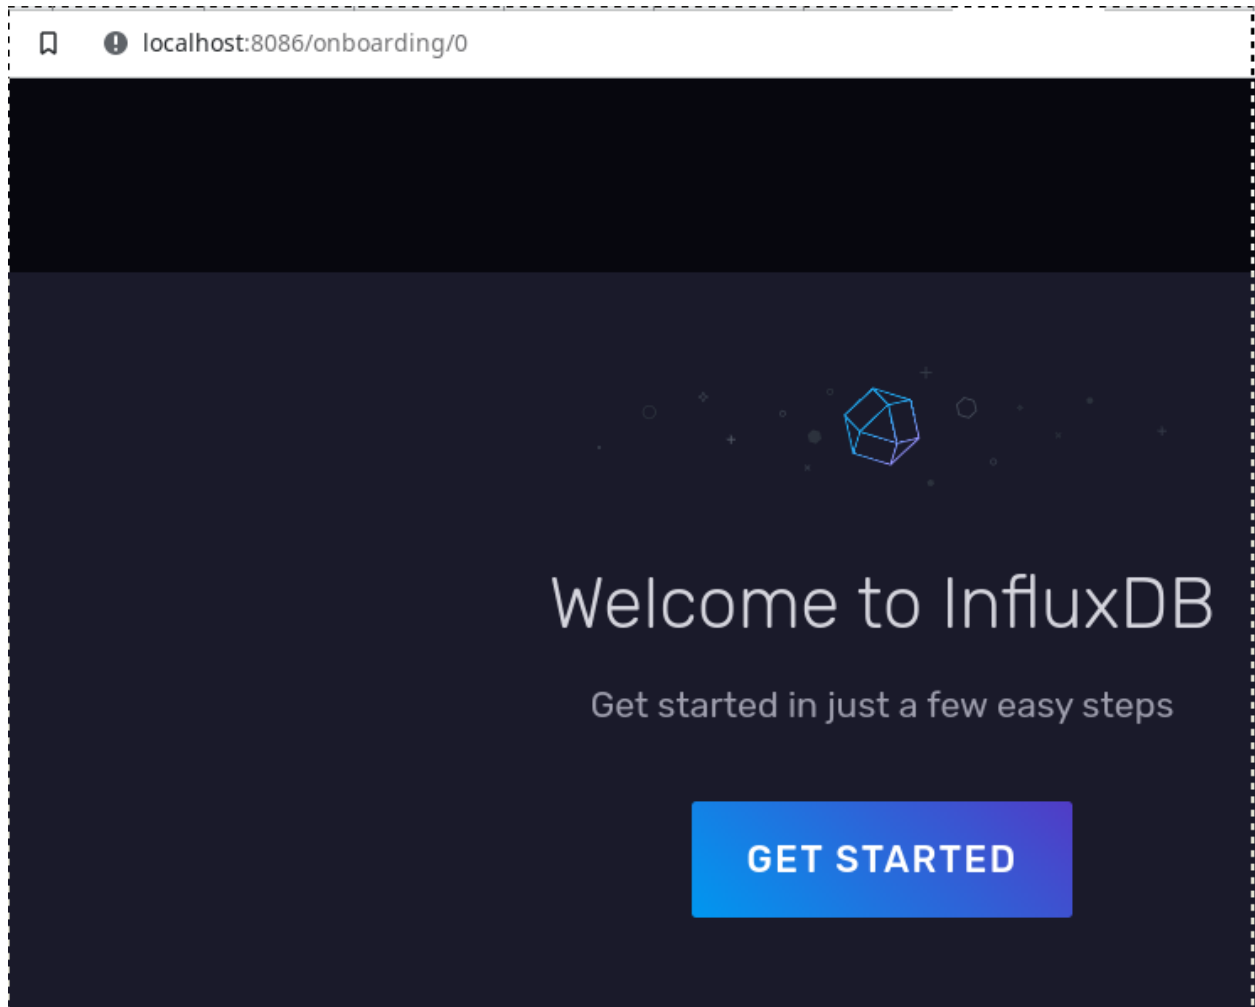 localhost:8086/onboarding/0
Welcome to InfluxDB
Get started in just a few easy steps
GET STARTED